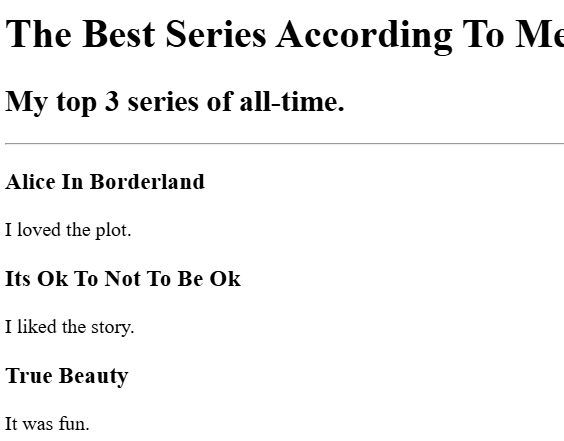 The Best Series According To Me
My top 3 series of all-time.
Alice In Borderland
I loved the plot.
Its Ok To Not To Be Ok
I liked the story.
True Beauty
It was fun.